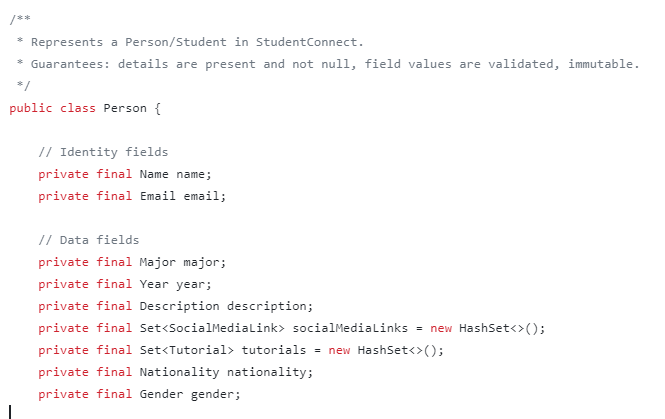 /**
 * Represents a Person/Student in StudentConnect.
 * Guarantees: details are present and not null, field values are validated, immutable.
 */
public class Person {
// Identity fields
private final Name name;
private final Email email;
// Data fields
private final Major major;
private final Year year;
private final Description description;
private final Set<SocialMediaLink> socialMediaLinks = new HashSet<>();
private final Set<Tutorial> tutorials = new HashSet<>();
private final Nationality nationality;
private final Gender gender;